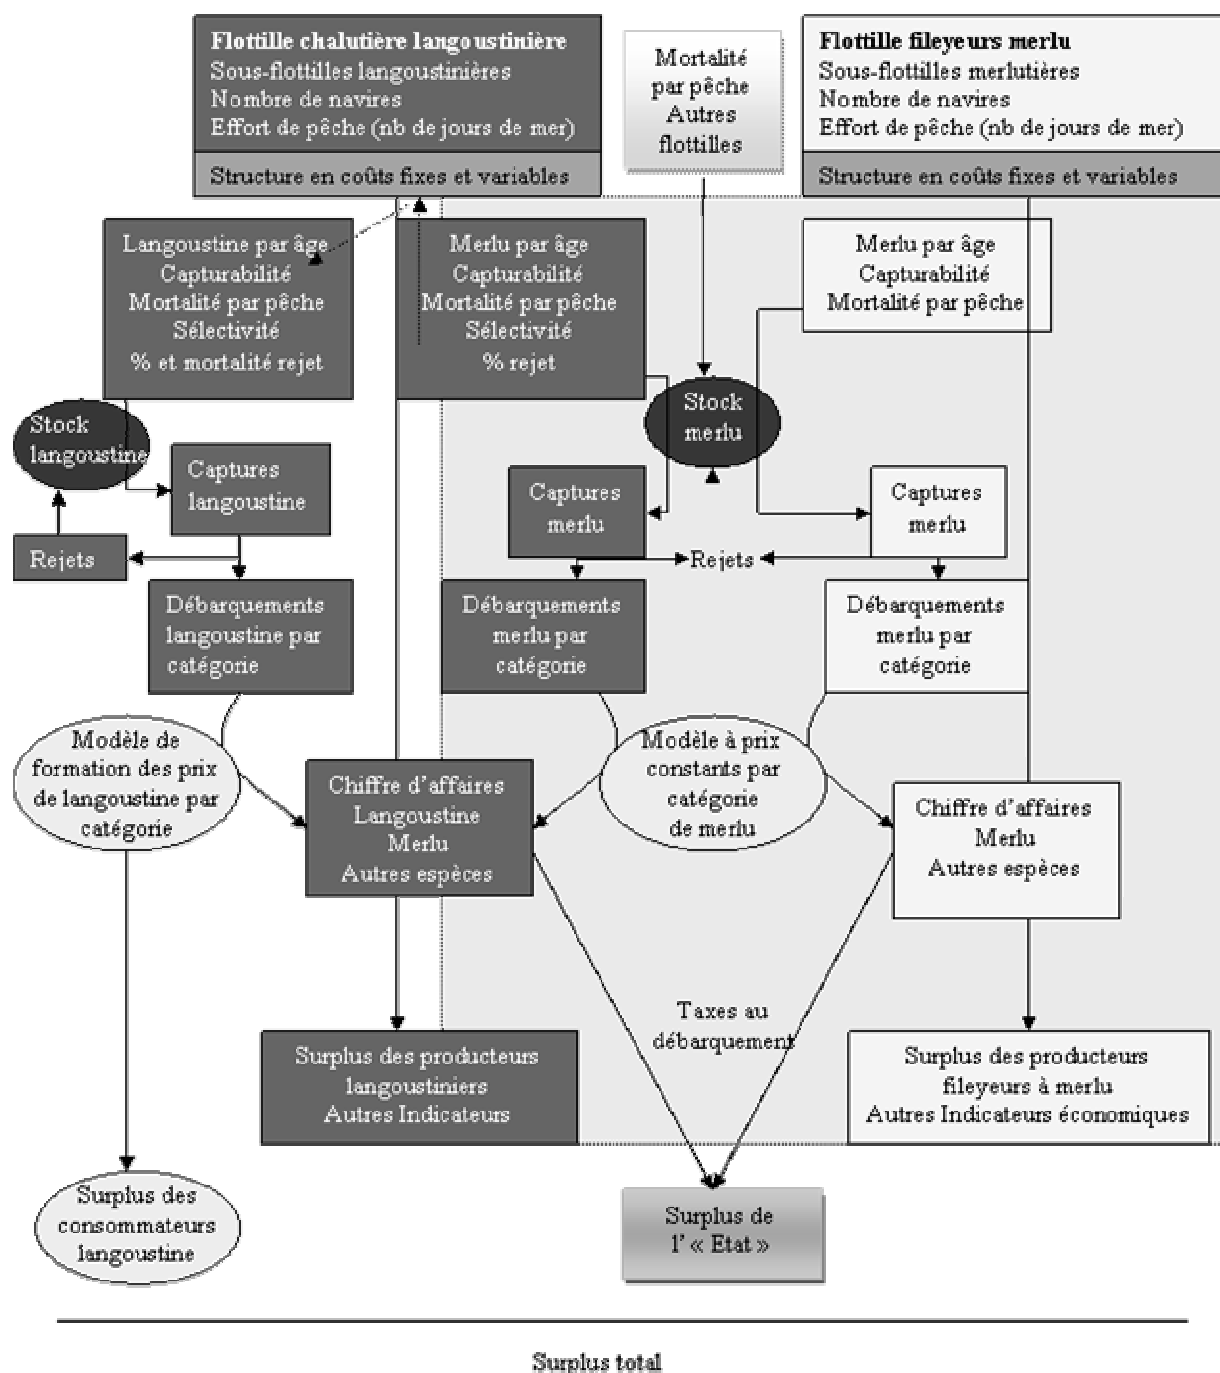 Flottille chalutière langoustinière
Sous-flottilles langoustinières
Nombre de navires
Effort de pêche (nb de jours de mer)
Structure en coûts fixes et variables
Mortalité
par pêche
Autres
flottilles
Flottille fileyeurs merlu
Sous-flottilles merlutières
Nombre de navires
Effort de pêche (nb de jours de mer)
Structure en coûts fixes et variables
Langoustine par âge
Capturabilité
Mortalité par pêche
Sélectivité
% et mortalité rejet
Merlu par âge
Capturabilité
Mortalité par pêche
Sélectivité
% rejet
Merlu par âge
Capturabilité
Mortalité par pêche
Stock
langoustine
Stock
merlu
Captures
langoustine
Captures
merlu
Captures
merlu
Rejets
Rejets
Débarquements
langoustine par
catégorie
Débarquements
merlu par
catégorie
Débarquements
merlu par
catégorie
Modèle de
formation des prix
de langoustine par
catégorie
Modèle à prix
constants par
catégorie
de merlu
Chiffre d'affaires
Langoustine
Merlu
Autres espèces
Chiffre d'affaires
Merlu
Autres espèces
Taxes au
débarquement
Surplus des producteurs
langoustiniers
Autres Indicateurs
Surplus des producteurs
fileyeurs à merlu
Autres Indicateurs économiques
Surplus des
consommateurs
langoustine
Surplus de
l' « Etat »
Surplus total